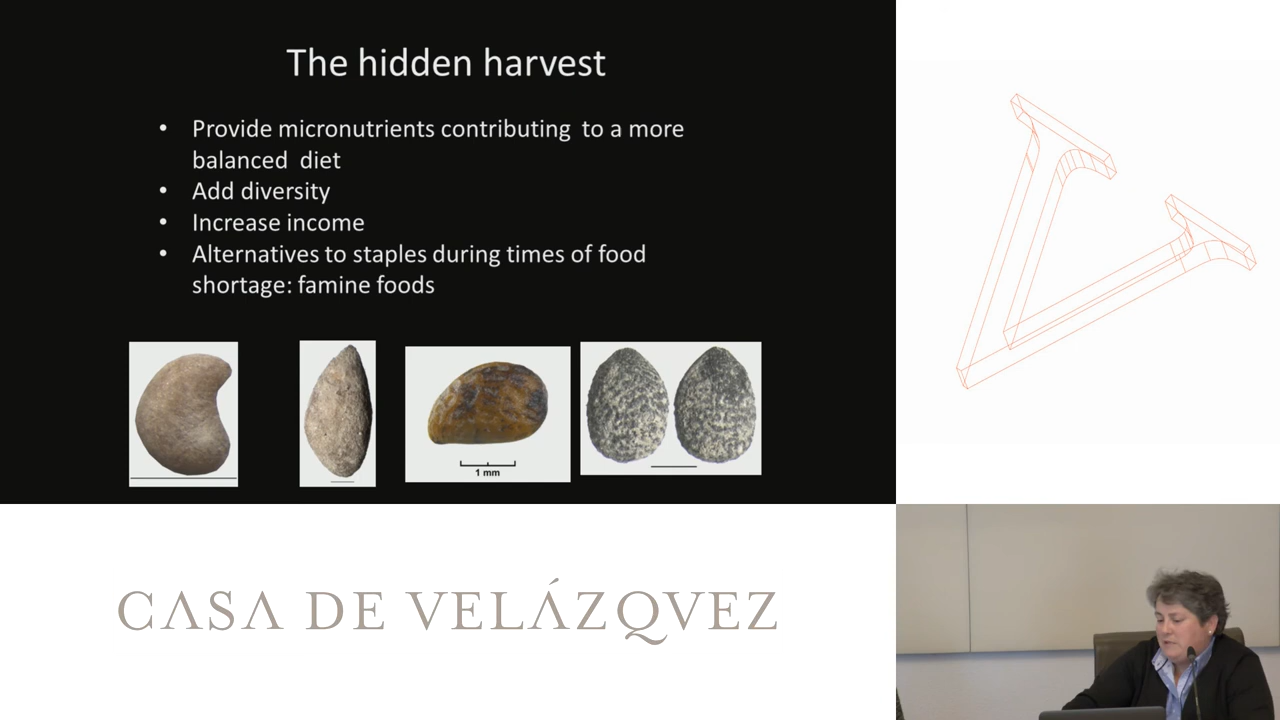 The hidden harvest
• Provide micronutrients contributing to a more
balanced diet
• Add diversity
• Increase income
• Alternatives to staples during times of food
shortage: famine foods
1 mm
CASA DE VELÁZQVEZ